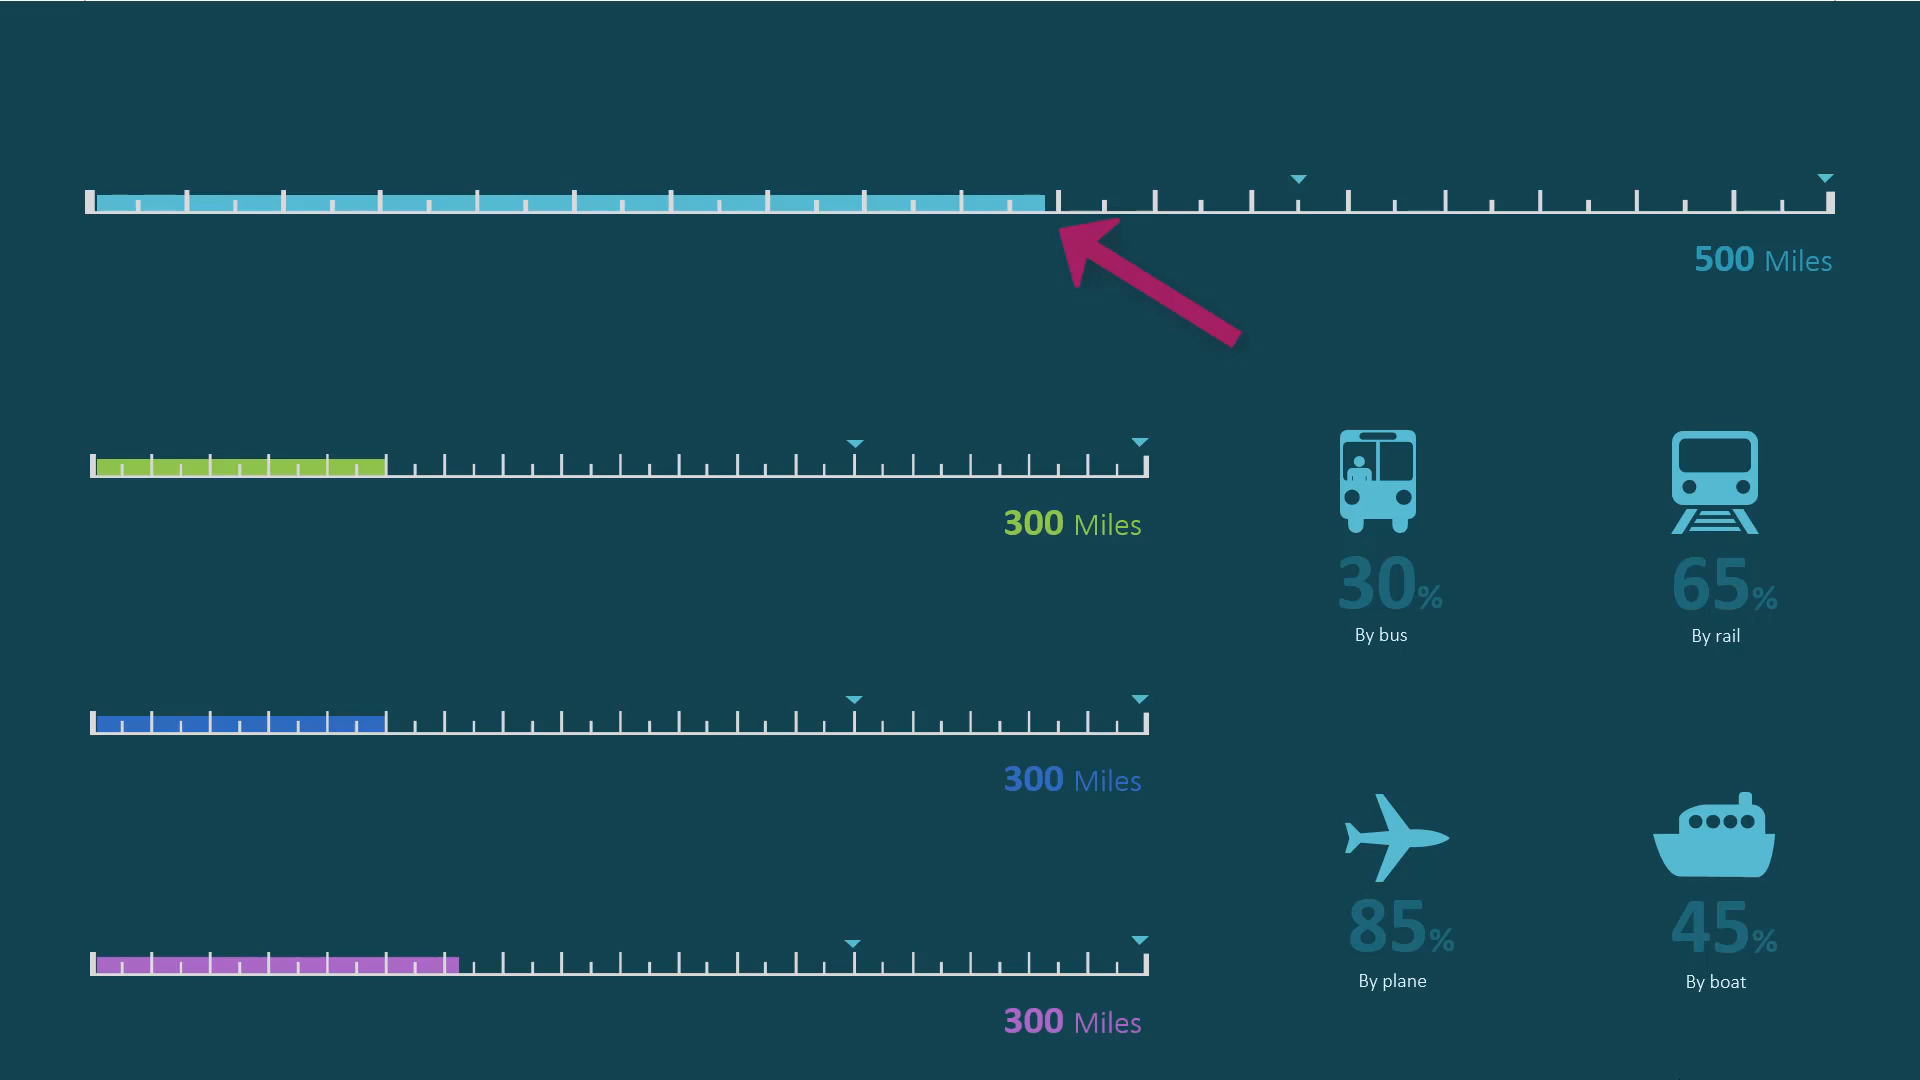 500 Miles
300 Miles
30%
By bus
65%
By rail
300 Miles
85%
By plane
45%
By boat
300 Miles